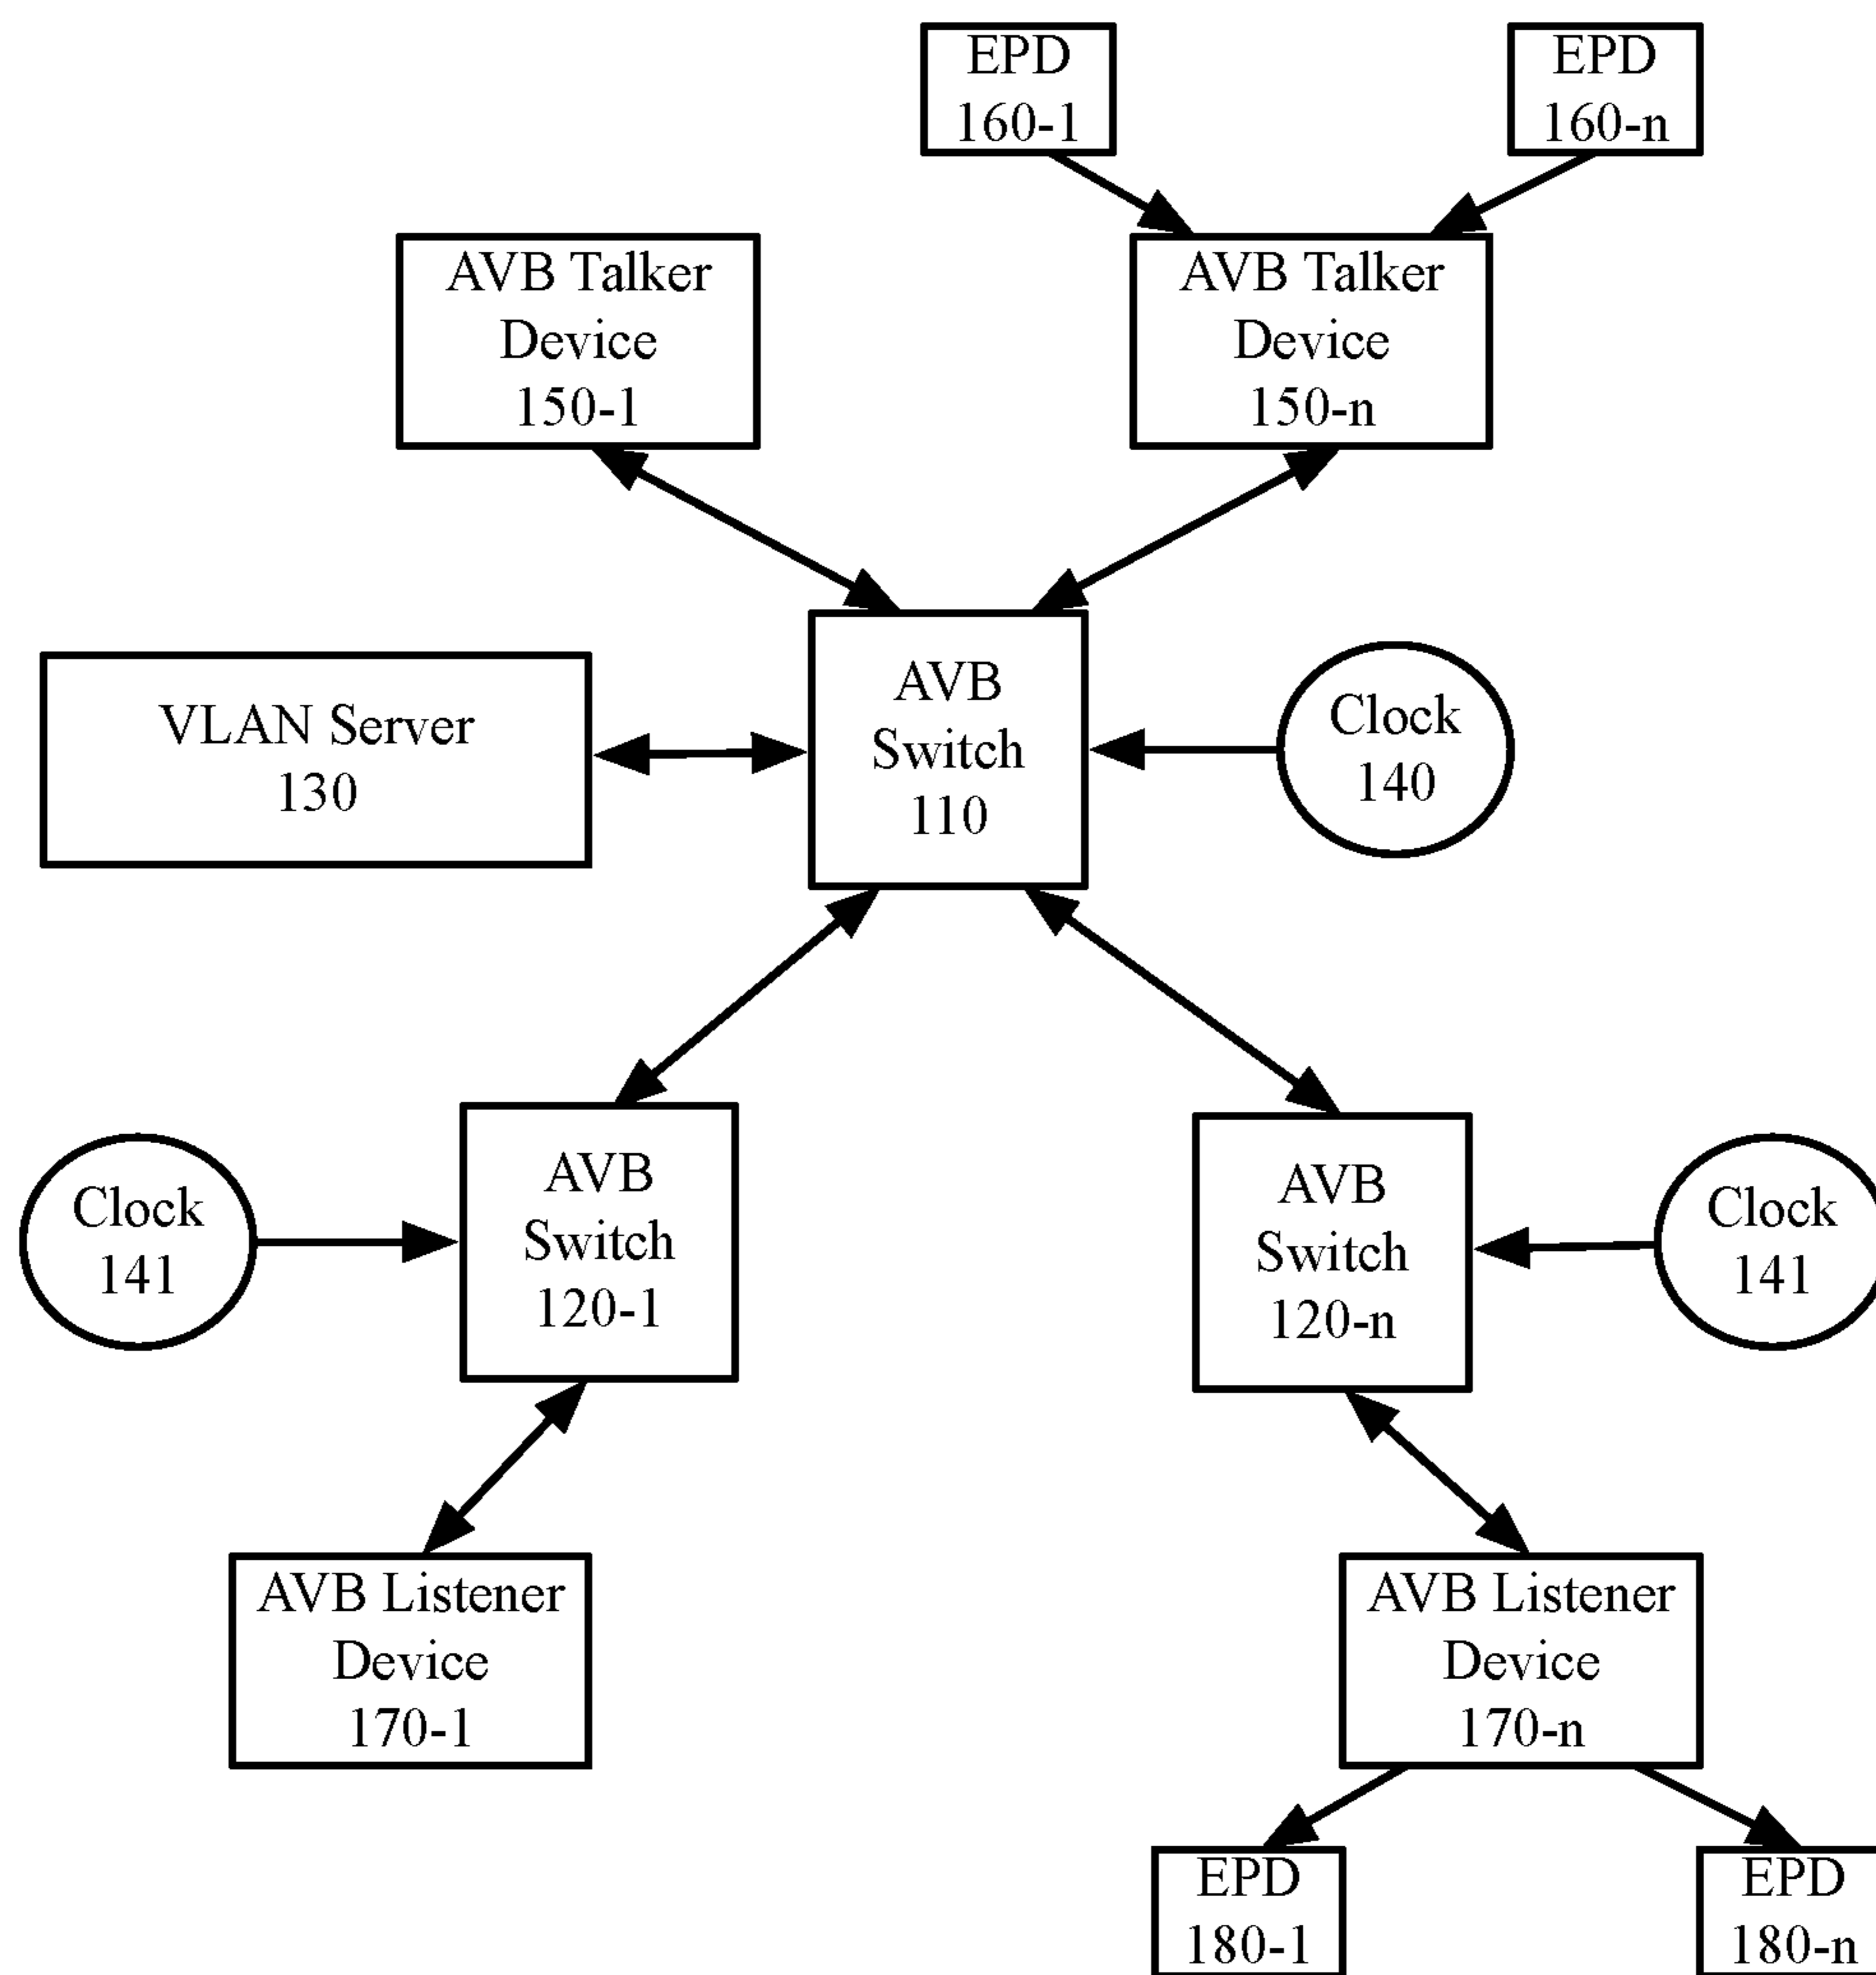 EPD
160-1
EPD
160-n
AVB Talker
Device
150-1
AVB Talker
Device
150-n
VLAN Server
130
AVB
Switch
110
Clock
140
Clock
141
AVB
Switch
120-1
AVB
Switch
120-n
Clock
141
AVB Listener
Device
170-1
AVB Listener
Device
170-n
EPD
180-1
EPD
180-n